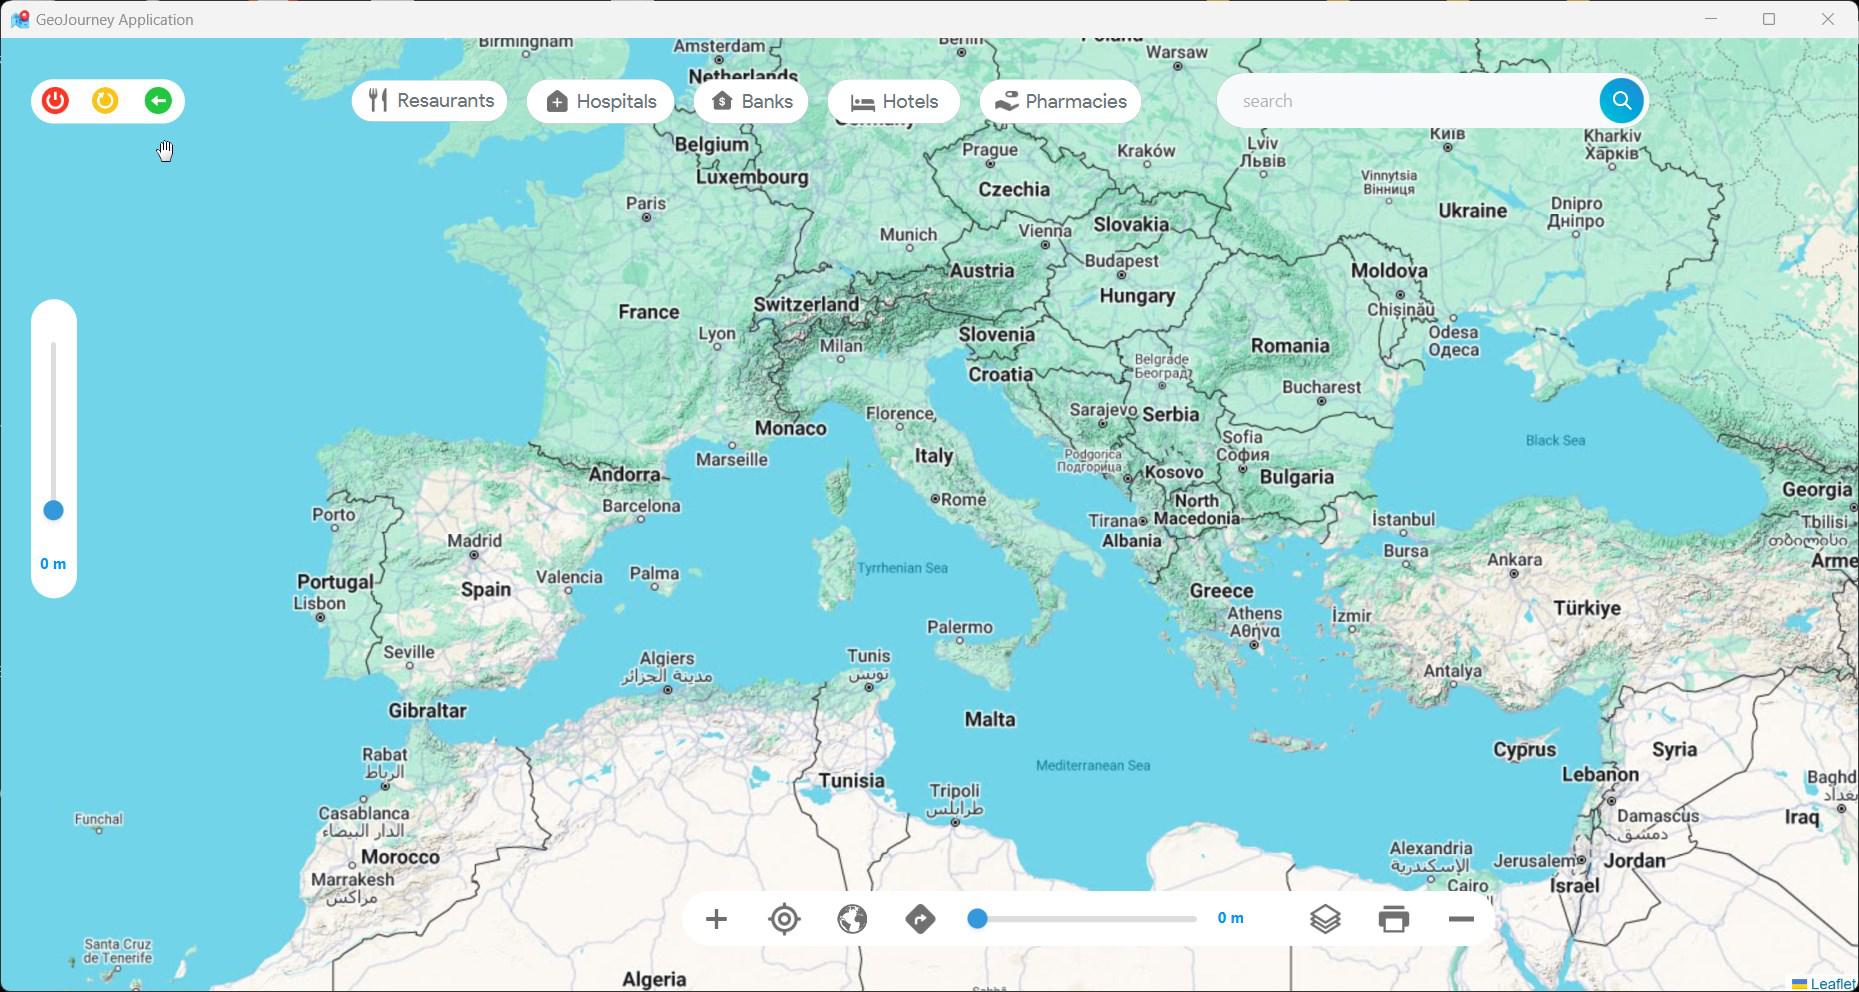 GeoJourney Application
Birmingham
Amsterdam
Berlin
Poland
Warsaw
Netherlands
Resaurants
Hospitals
Banks
Hotels
Pharmacies
search
Germany
Belgium
Luxembourg
Prague
Kraków
Lviv
Львів
Київ
Kharkiv
Харків
Czechia
Vinnytsia
Вінниця
Paris
Slovakia
Ukraine
Dnipro
Дніпро
Munich
Vienna
Austria
Budapest
Moldova
Hungary
Chișinău
France
Switzerland
Lyon
Milan
Slovenia
Romania
Odesa
Одеса
Belgrade
Београд
Croatia
Bucharest
Florence
Sarajevo
Serbia
Monaco
Marseille
Italy
Sofia
София
Black Sea
Podgorica
Подгорица
Kosovo
Bulgaria
Andorra
Georgia
Barcelona
Rome
North
Macedonia
Porto
Tirana
İstanbul
Tbilisi
თბილისი
Madrid
Albania
Bursa
Ankara
Arme
0 m
Portugal
Spain
Valencia
Palma
Tyrrhenian Sea
Lisbon
Greece
Türkiye
Athens
Αθήνα
İzmir
Palermo
Seville
Algiers
مدينة الجزائر
Tunis
تونس
Antalya
Gibraltar
Malta
Cyprus
Syria
Rabat
الرباط
Mediterranean Sea
Lebanon
Baghd
بغداد
Tunisia
Tripoli
طرابلس
Funchal
Casablanca
الدار البيضاء
Damascus
دمشق
Iraq
Morocco
Alexandria
الإسكندرية
Jerusalem
Jordan
Marrakesh
مراكش
Cairo
Israel
0 m
Santa Cruz
de Tenerife
Algeria
Sabha
Leaflet